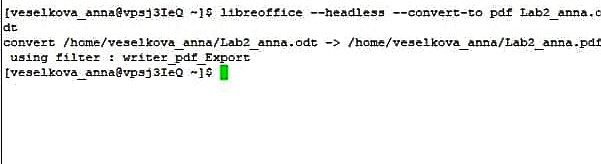 [veselkova_anna@vpsj3IeQ ~]$ libreoffice --headless --convert-to pdf Lab2_anna.o
dt
convert /home/veselkova_anna/Lab2_anna.odt -> /home/veselkova_anna/Lab2_anna.pdf
 using filter : writer_pdf_Export
[veselkova_anna@vpsj3IeQ ~]$